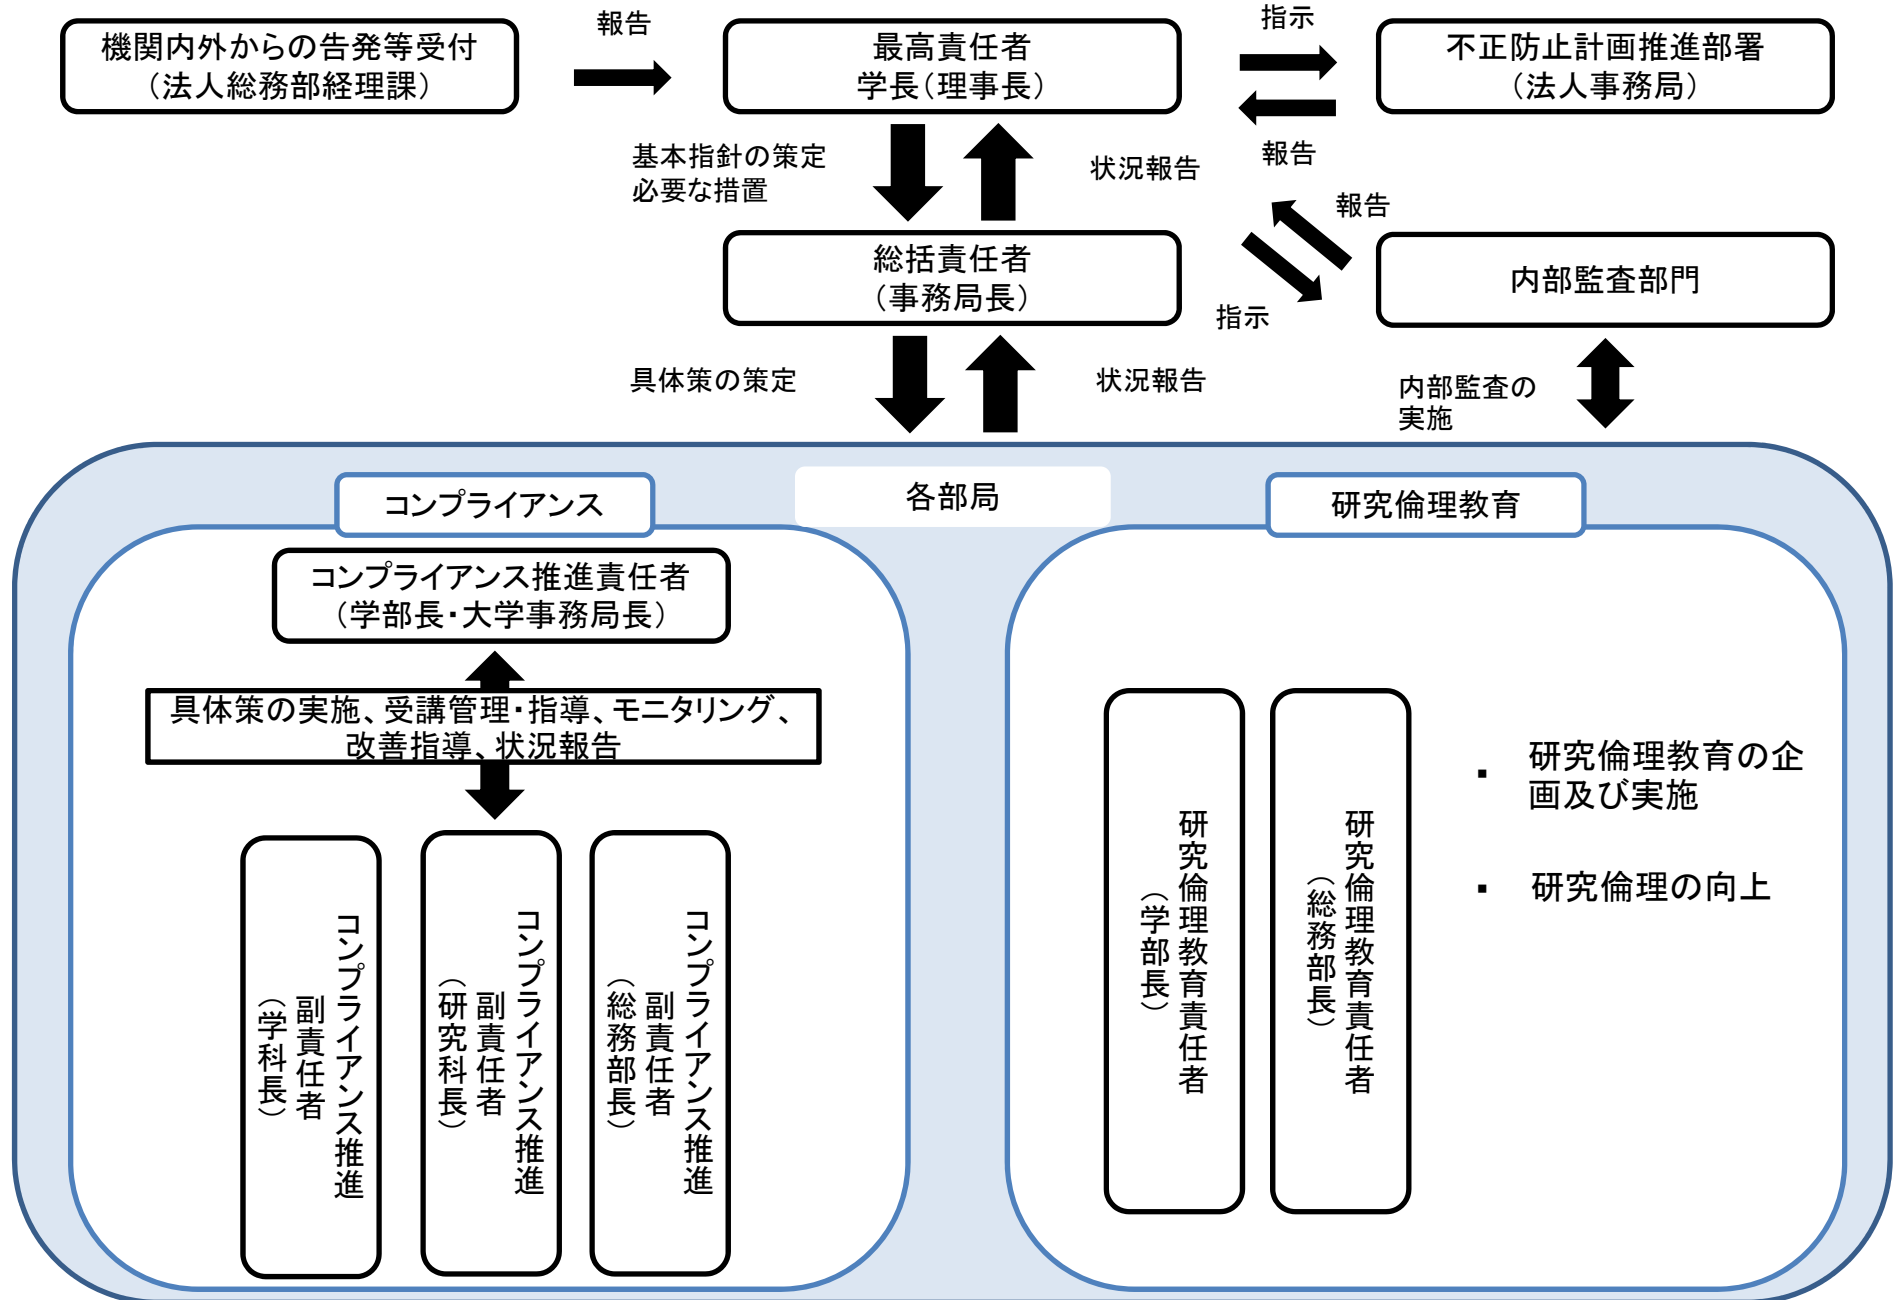 機関内外からの告発等受付
（法人総務部経理課）
報告
最高責任者
学長（理事長）
指示
報告
不正防止計画推進部署
（法人事務局）
基本指針の策定
必要な措置
状況報告
報告
指示
総括責任者
（事務局長）
内部監査部門
具体策の策定
状況報告
内部監査の
実施
各部局
コンプライアンス
コンプライアンス推進責任者
（学部長・大学事務局長）
具体策の実施、受講管理・指導、モニタリング、
改善指導、状況報告
コンプライアンス推進
副責任者
（学科長）
コンプライアンス推進
副責任者
（研究科長）
コンプライアンス推進
副責任者
（総務部長）
研究倫理教育
研究倫理教育責任者
（学部長）
研究倫理教育責任者
（総務部長）
▪ 研究倫理教育の企
画及び実施
▪ 研究倫理の向上